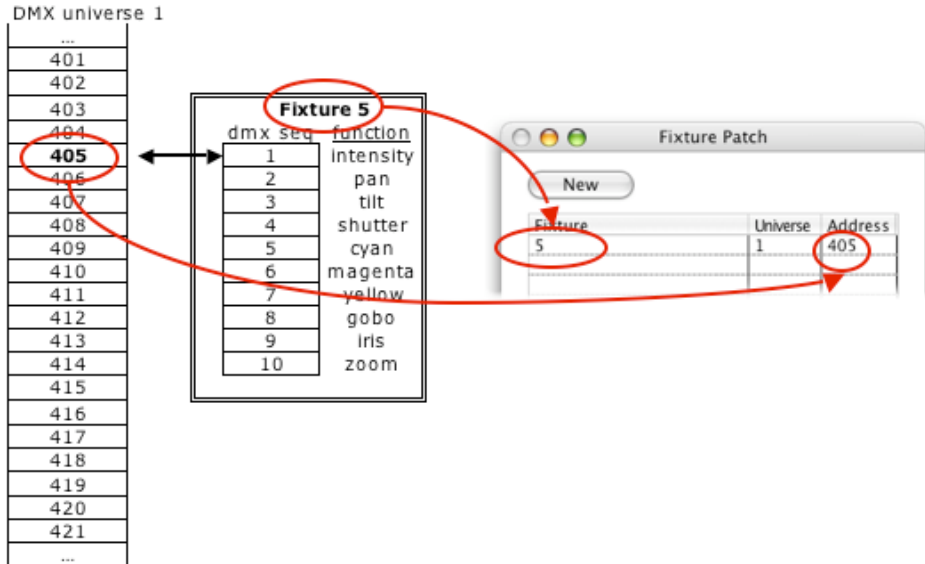 DMX universe 1
...
401
402
403
404
405
406
407
408
409
410
411
412
413
414
415
416
417
418
419
420
421
...
Fixture 5
dmx seq function
1 intensity
2 pan
3 tilt
4 shutter
5 cyan
6 magenta
7 yellow
8 gobo
9 iris
10 zoom
Fixture Patch
New
Fixture Universe Address
5 1 405